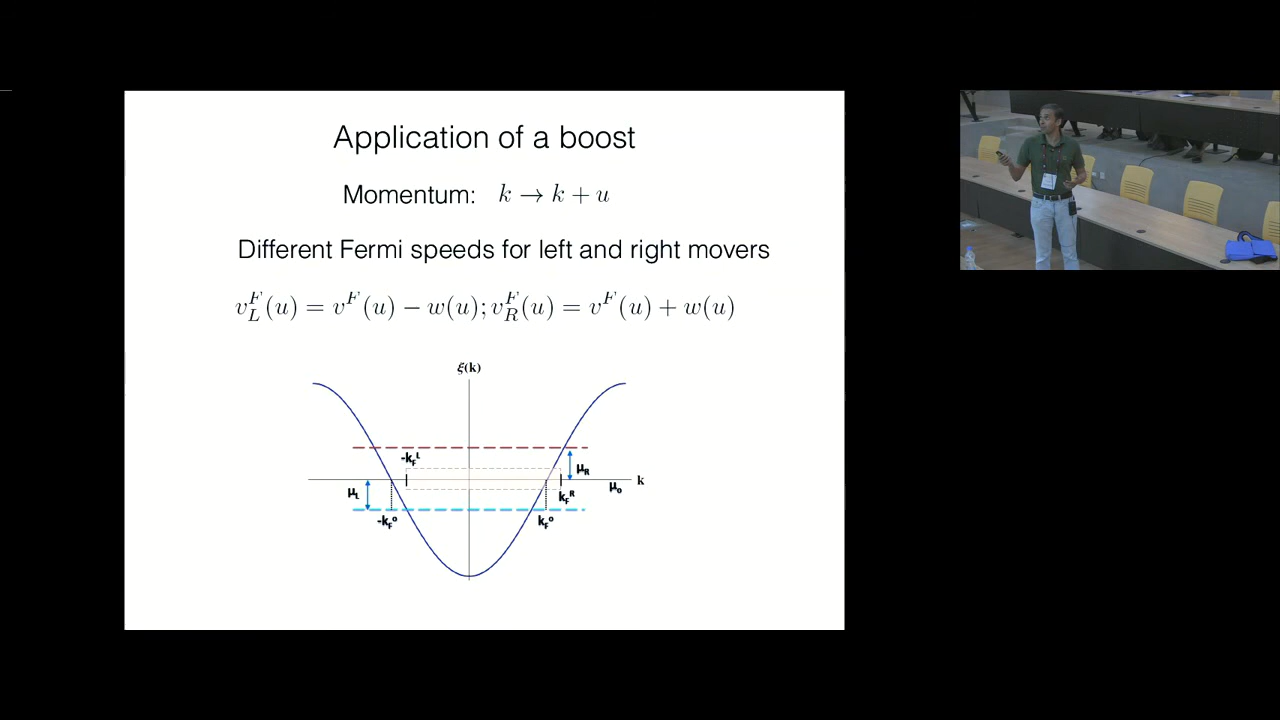 Application of a boost
Momentum: k → k + u
Different Fermi speeds for left and right movers
v_L^F(u) = v^F(u) − w(u); v_R^F(u) = v^F(u) + w(u)
ξ(k)
-k_F^L
μ_R
k
μ_L
k_F^R
μ_o
-k_F^o
k_F^o